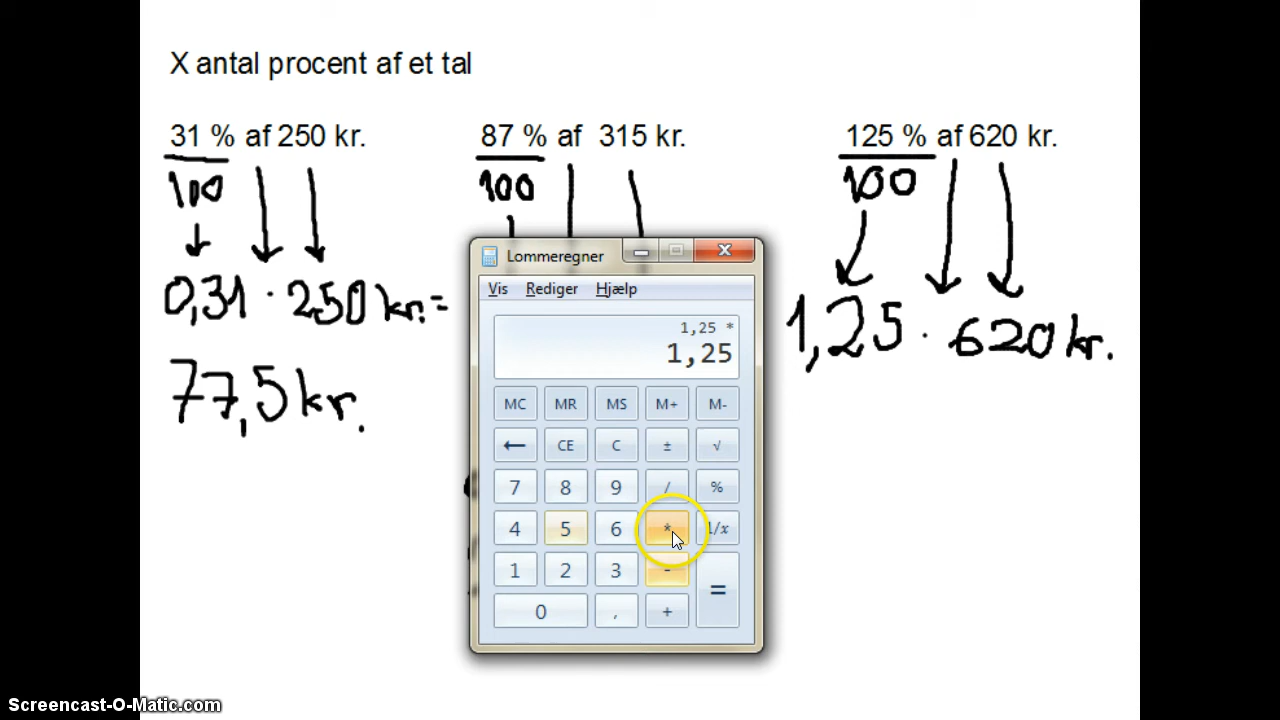 X antal procent af et tal
31 % af 250 kr.
100
0,31 · 250 kr. =
77,5 kr.
87 % af 315 kr.
100
125 % af 620 kr.
100
1,25 · 620 kr.
Lommeregner
Vis Rediger Hjælp
1,25 *
1,25
MC MR MS M+ M-
← CE C ± √
7 8 9 / %
4 5 6 * 1/x
1 2 3 - =
0 , +
Screencast-O-Matic.com